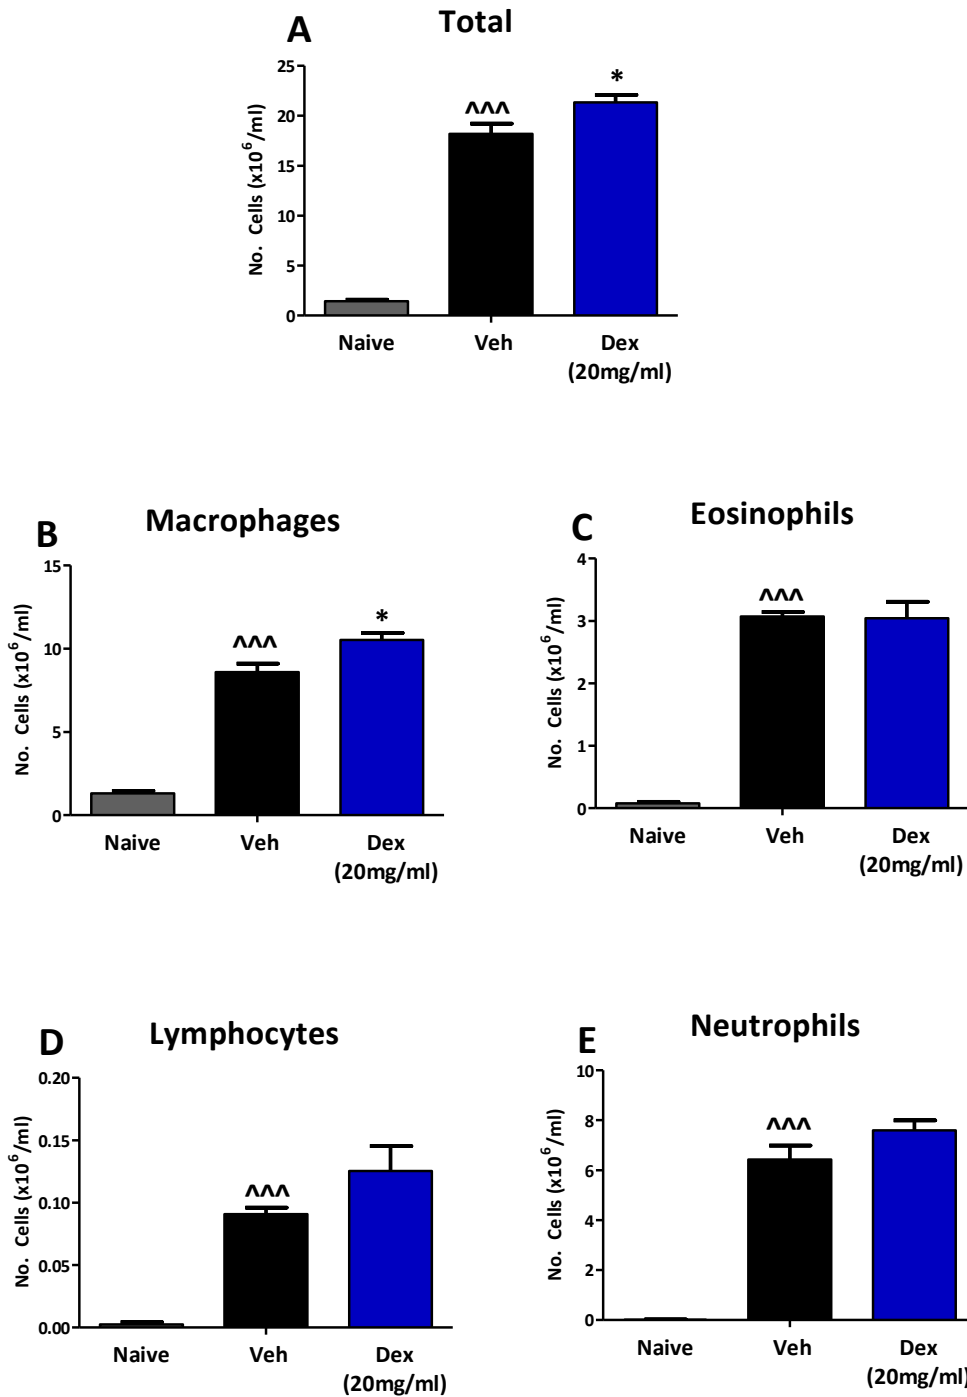 A
Total
No. Cells (x10⁶/ml)
25
20
15
10
5
0
^^^
*
Naive
Veh
Dex
(20mg/ml)
B
Macrophages
No. Cells (x10⁶/ml)
15
10
5
0
^^^
*
Naive
Veh
Dex
(20mg/ml)
C
Eosinophils
No. Cells (x10⁶/ml)
4
3
2
1
0
^^^
Naive
Veh
Dex
(20mg/ml)
D
Lymphocytes
No. Cells (x10⁶/ml)
0.20
0.15
0.10
0.05
0.00
^^^
Naive
Veh
Dex
(20mg/ml)
E
Neutrophils
No. Cells (x10⁶/ml)
10
8
6
4
2
0
^^^
Naive
Veh
Dex
(20mg/ml)